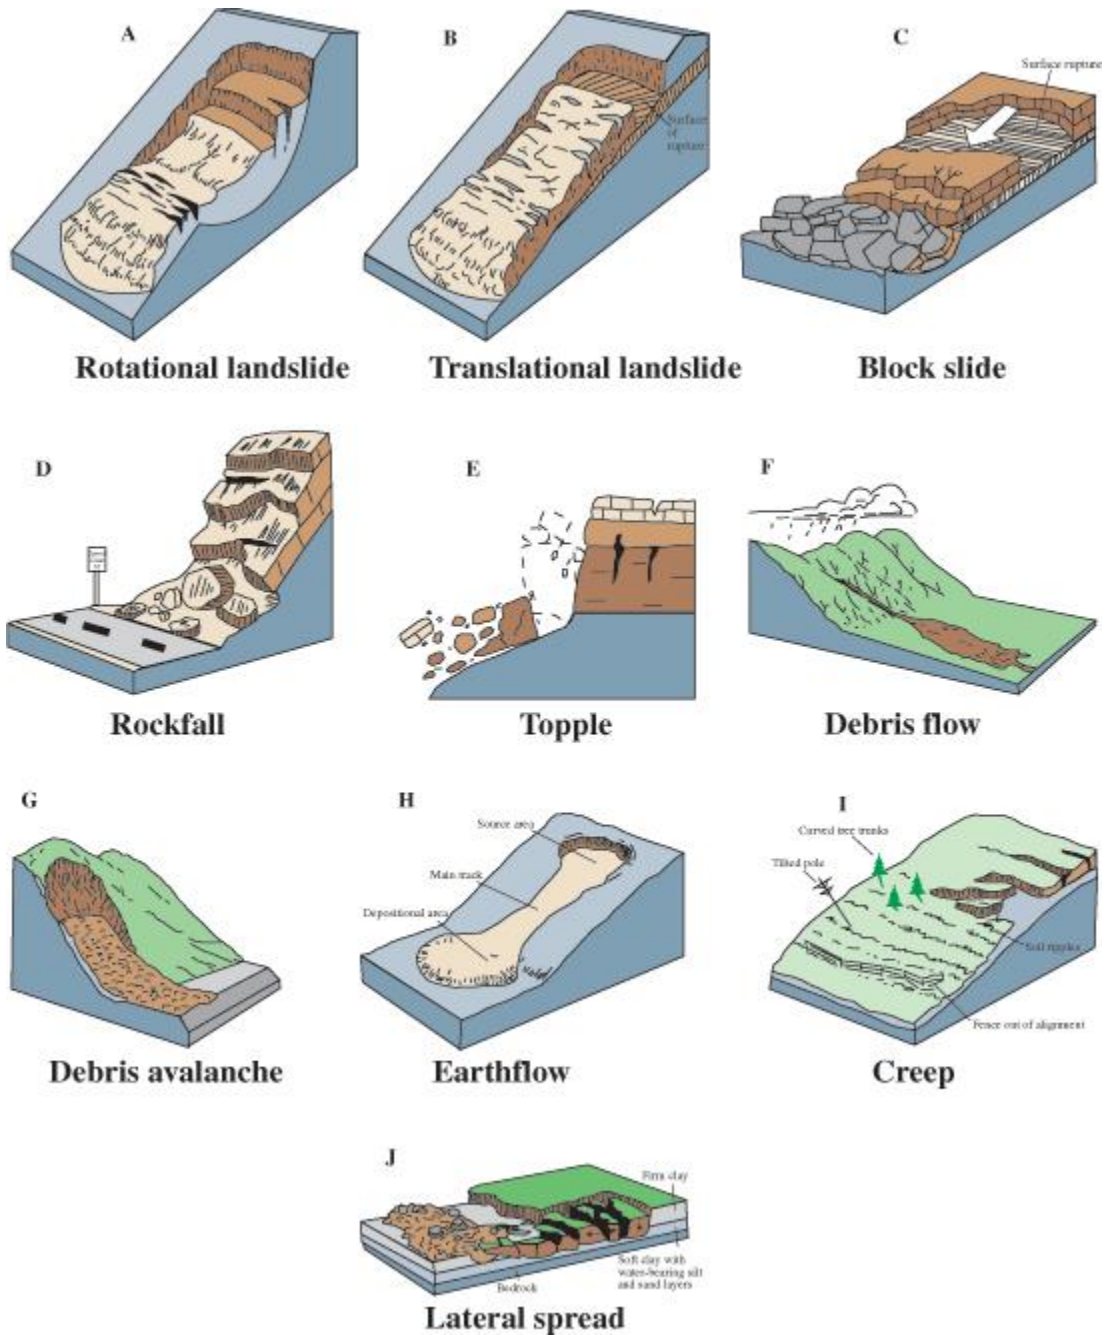 A
B
C
Surface rupture
Surface
of
rupture
Toe
Rotational landslide
Translational landslide
Block slide
D
E
F
Rockfall
Topple
Debris flow
G
H
I
Source area
Main track
Depositional area
Curved tree trunks
Tilted pole
Soil ripples
Fence out of alignment
Debris avalanche
Earthflow
Creep
J
Firm clay
Soft clay with
water-bearing silt
and sand layers
Bedrock
Lateral spread